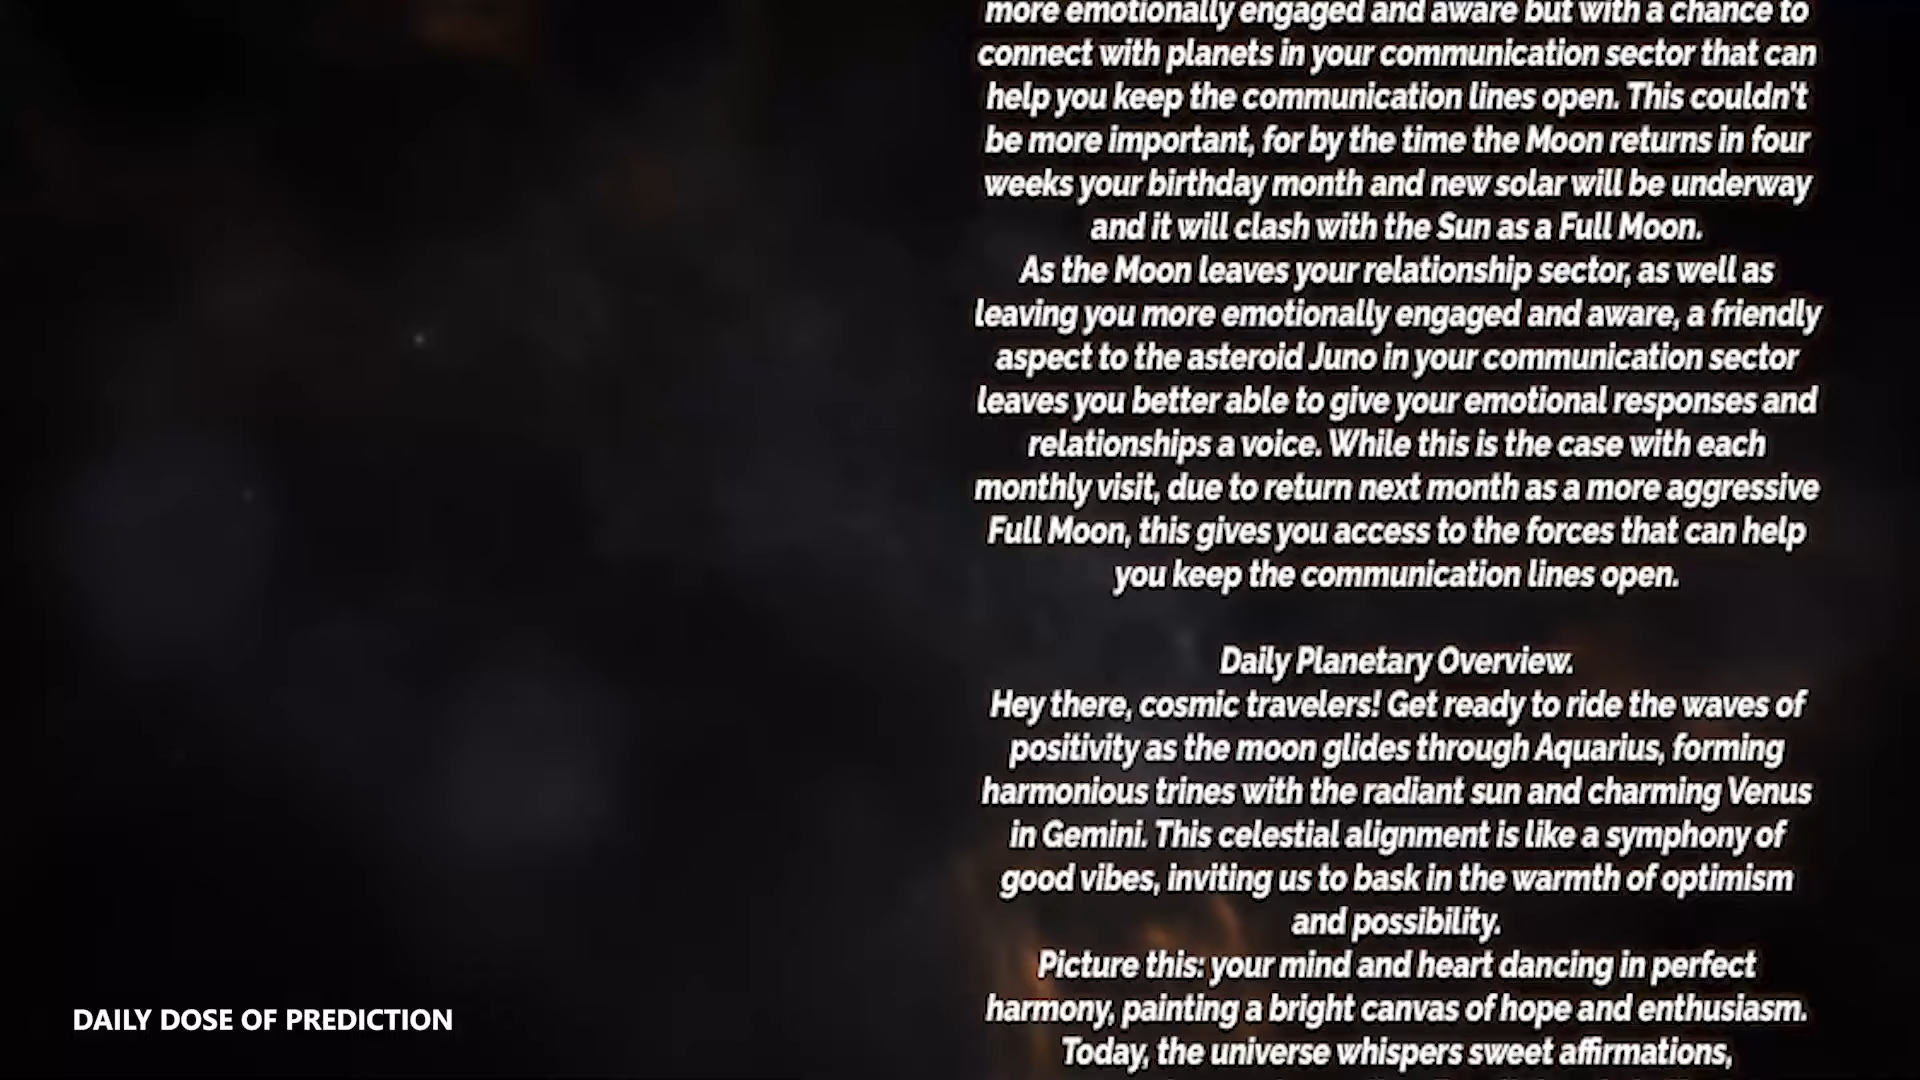 more emotionally engaged and aware but with a chance to
connect with planets in your communication sector that can
help you keep the communication lines open. This couldn't
be more important, for by the time the Moon returns in four
weeks your birthday month and new solar will be underway
and it will clash with the Sun as a Full Moon.
As the Moon leaves your relationship sector, as well as
leaving you more emotionally engaged and aware, a friendly
aspect to the asteroid Juno in your communication sector
leaves you better able to give your emotional responses and
relationships a voice. While this is the case with each
monthly visit, due to return next month as a more aggressive
Full Moon, this gives you access to the forces that can help
you keep the communication lines open.
Daily Planetary Overview.
Hey there, cosmic travelers! Get ready to ride the waves of
positivity as the moon glides through Aquarius, forming
harmonious trines with the radiant sun and charming Venus
in Gemini. This celestial alignment is like a symphony of
good vibes, inviting us to bask in the warmth of optimism
and possibility.
Picture this: your mind and heart dancing in perfect
harmony, painting a bright canvas of hope and enthusiasm.
Today, the universe whispers sweet affirmations,
DAILY DOSE OF PREDICTION